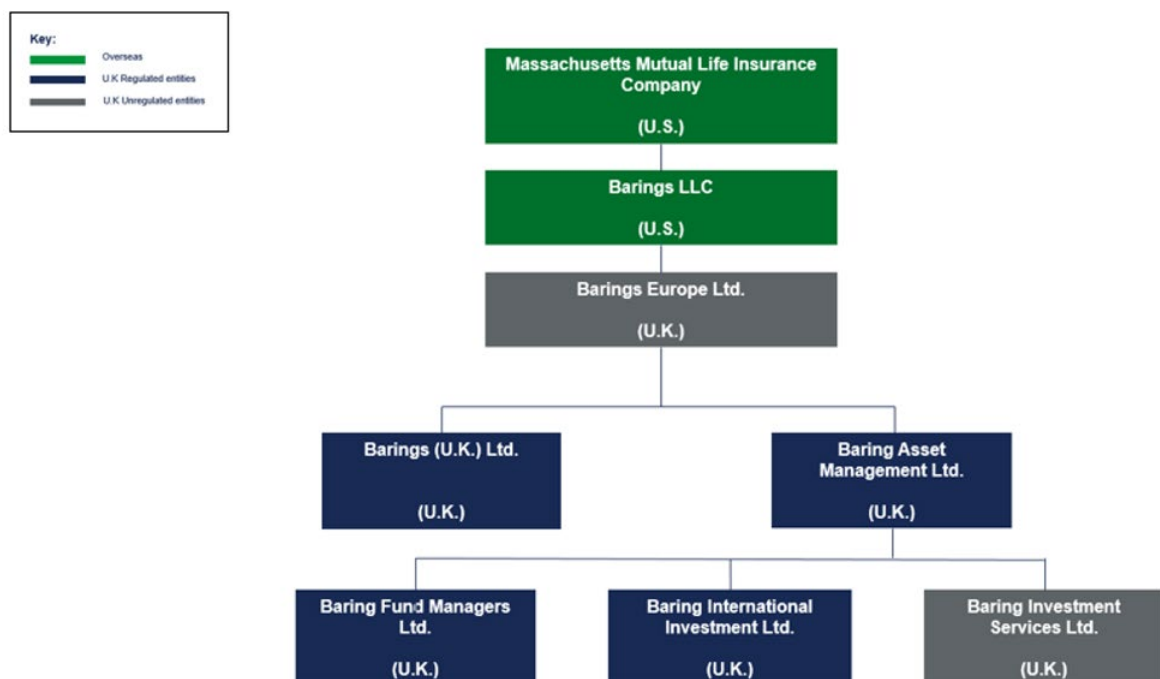 Key:
Overseas
U.K Regulated entities
U.K Unregulated entities
Massachusetts Mutual Life Insurance
Company
(U.S.)
Barings LLC
(U.S.)
Barings Europe Ltd.
(U.K.)
Barings (U.K.) Ltd.
(U.K.)
Baring Asset
Management Ltd.
(U.K.)
Baring Fund Managers
Ltd.
(U.K.)
Baring International
Investment Ltd.
(U.K.)
Baring Investment
Services Ltd.
(U.K.)